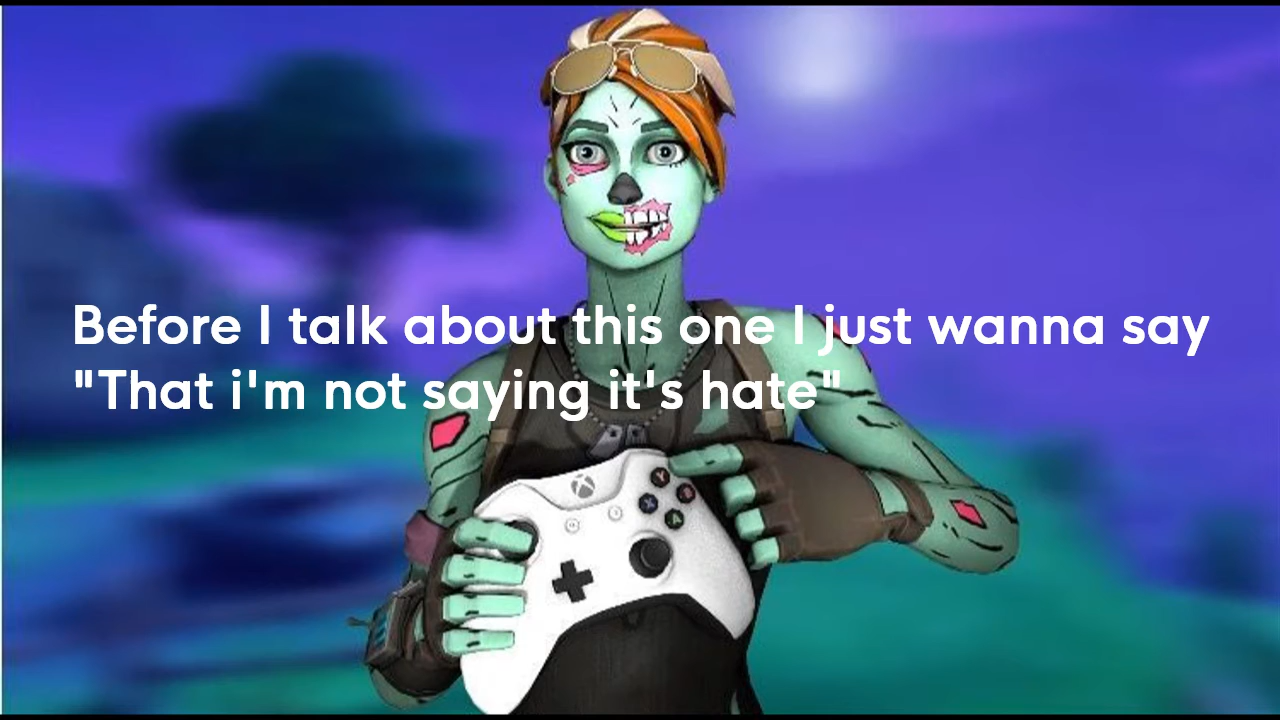 Before I talk about this one I just wanna say
"That i'm not saying it's hate"